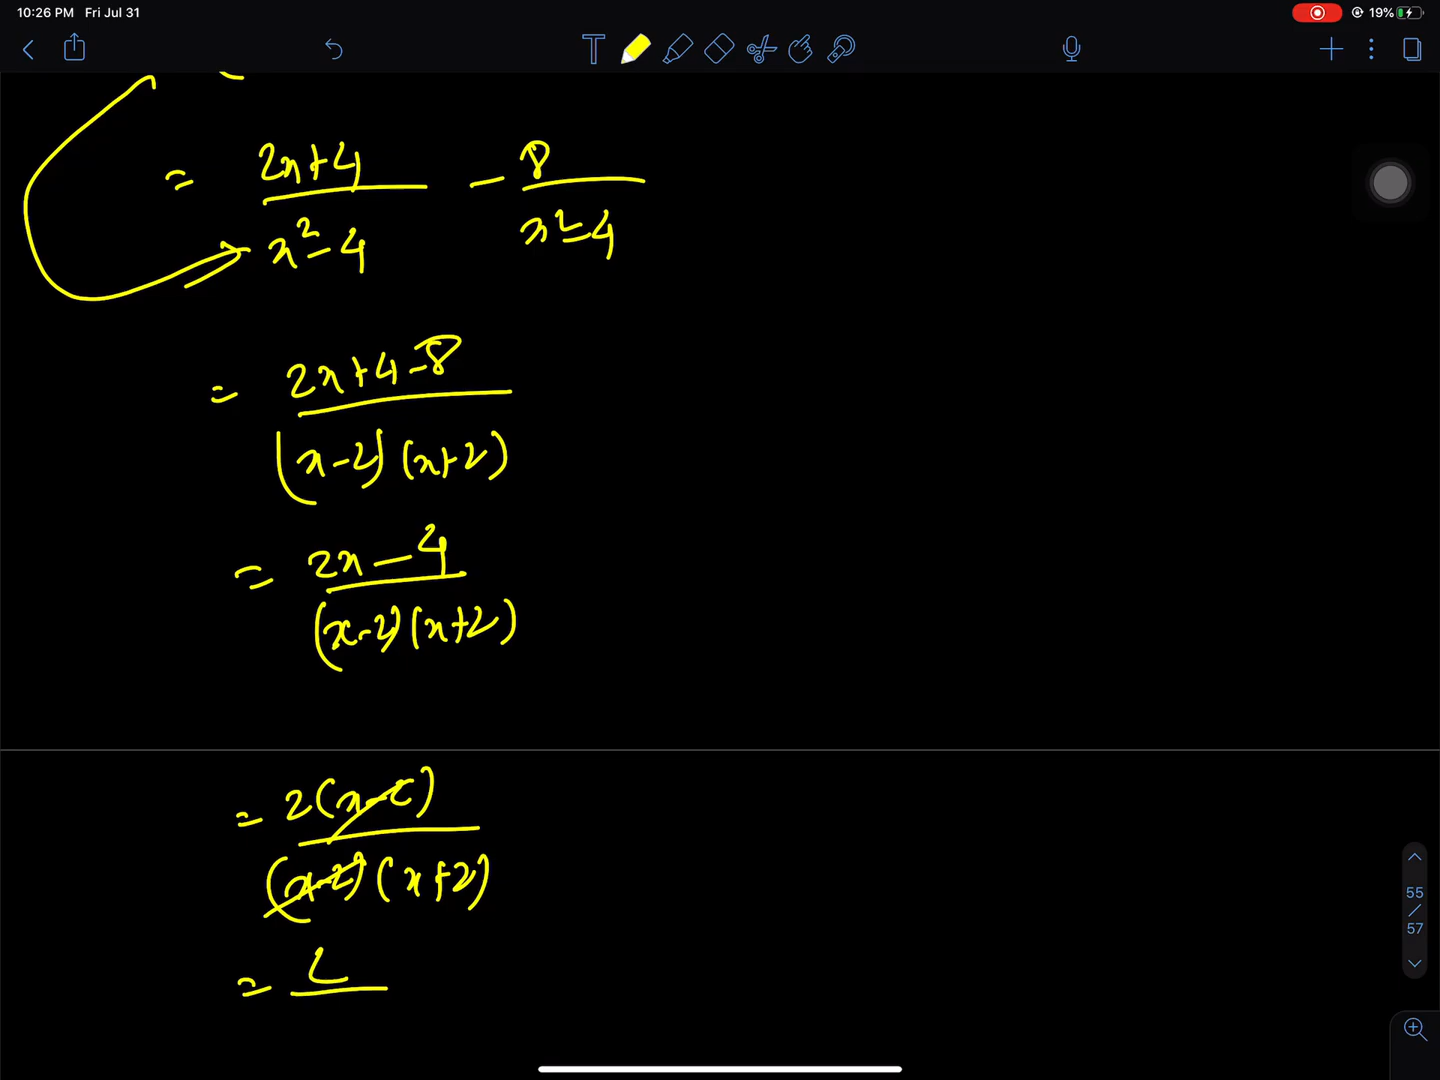 10:26 PM Fri Jul 31
19%
T
= (2x+4)/(x²-4) - 8/(x²-4)
= (2x+4-8)/((x-2)(x+2))
= (2x-4)/((x-2)(x+2))
= 2(x-2)/((x-2)(x+2))
= 2/
55
/
57